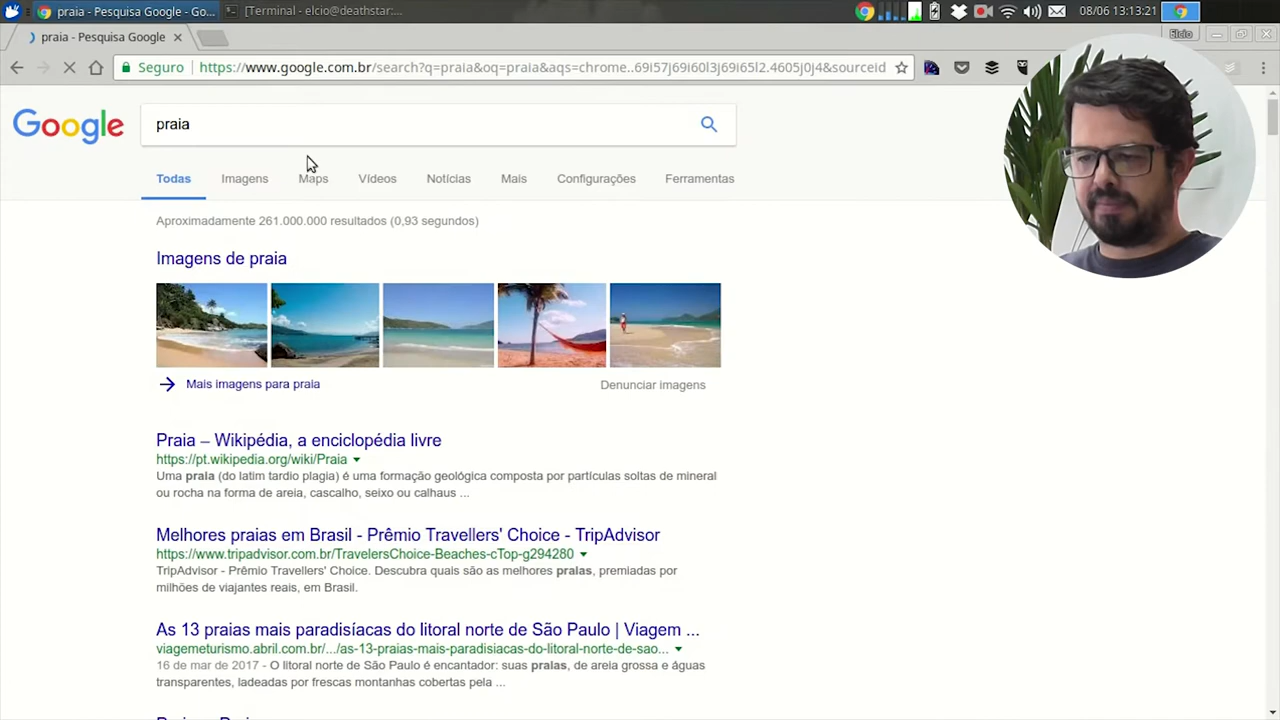 praia - Pesquisa Google - Go...
[Terminal - elcio@deathstar:...
08/06 13:13:21
praia - Pesquisa Google
Elcio
Seguro
https://www.google.com.br/search?q=praia&oq=praia&aqs=chrome..69i57j69i60l3j69i65l2.4605j0j4&sourceid
Google
praia
Todas Imagens Maps Vídeos Notícias Mais Configurações Ferramentas
Aproximadamente 261.000.000 resultados (0,93 segundos)
Imagens de praia
Mais imagens para praia
Denunciar imagens
Praia – Wikipédia, a enciclopédia livre
https://pt.wikipedia.org/wiki/Praia
Uma praia (do latim tardio plagia) é uma formação geológica composta por partículas soltas de mineral
ou rocha na forma de areia, cascalho, seixo ou calhaus ...
Melhores praias em Brasil - Prêmio Travellers' Choice - TripAdvisor
https://www.tripadvisor.com.br/TravelersChoice-Beaches-cTop-g294280
TripAdvisor - Prêmio Travellers' Choice. Descubra quais são as melhores praias, premiadas por
milhões de viajantes reais, em Brasil.
As 13 praias mais paradisíacas do litoral norte de São Paulo | Viagem ...
viagemeturismo.abril.com.br/.../as-13-praias-mais-paradisiacas-do-litoral-norte-de-sao...
16 de mar de 2017 - O litoral norte de São Paulo é encantador: suas praias, de areia grossa e águas
transparentes, ladeadas por frescas montanhas cobertas pela ...